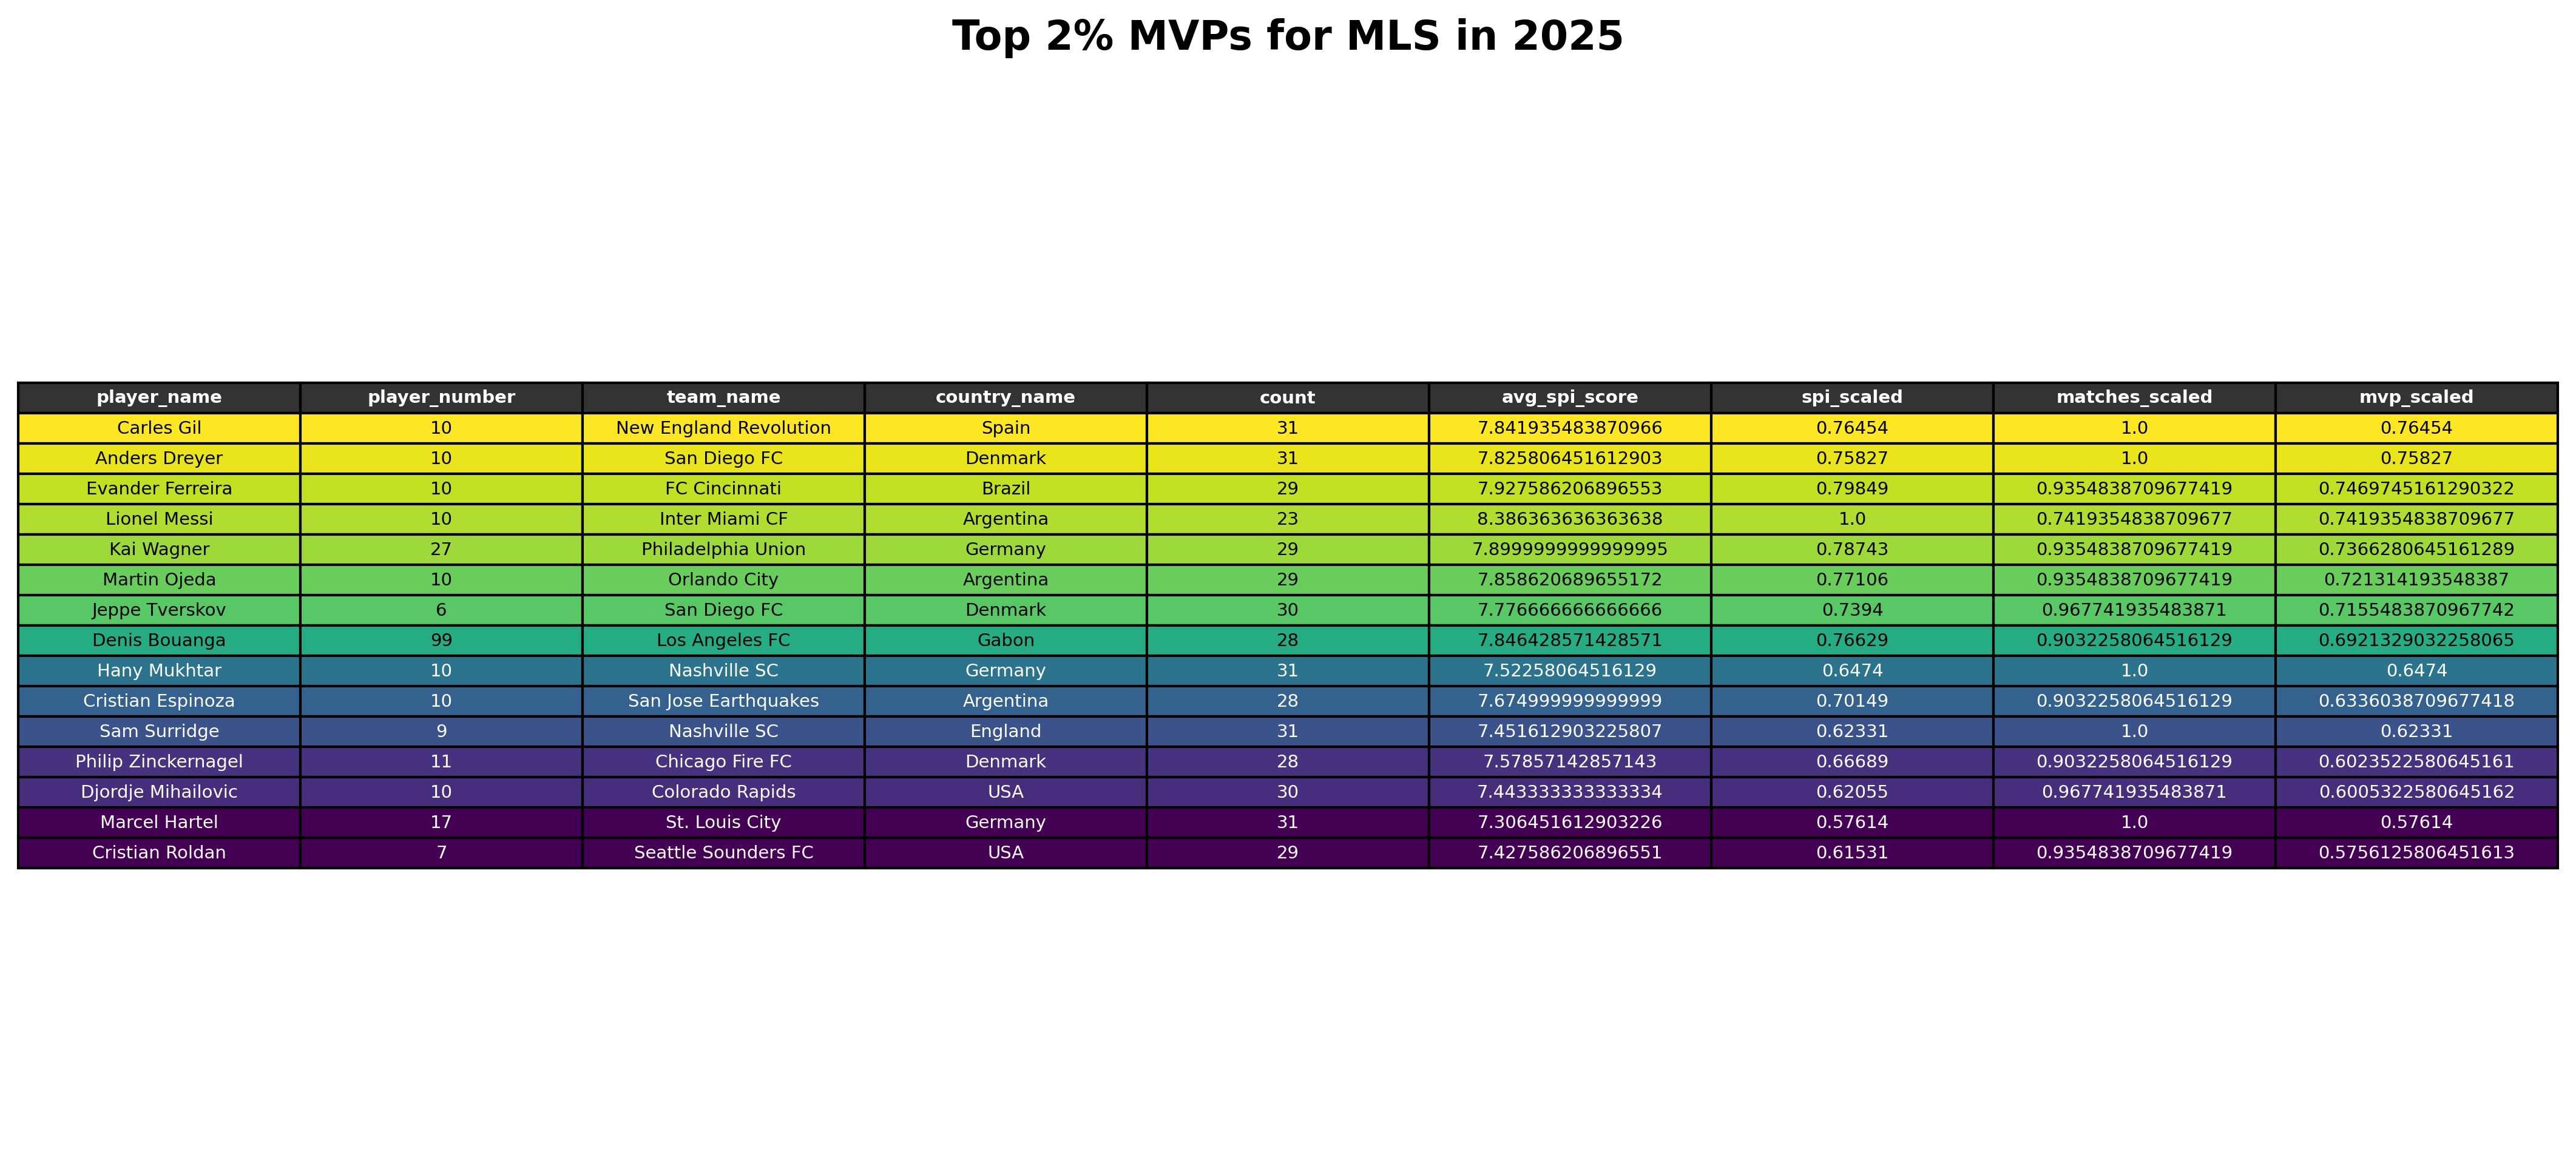 Top 2% MVPs for MLS in 2025
player_name player_number team_name country_name count avg_spi_score spi_scaled matches_scaled mvp_scaled
Carles Gil 10 New England Revolution Spain 31 7.841935483870966 0.76454 1.0 0.76454
Anders Dreyer 10 San Diego FC Denmark 31 7.825806451612903 0.75827 1.0 0.75827
Evander Ferreira 10 FC Cincinnati Brazil 29 7.927586206896553 0.79849 0.9354838709677419 0.7469745161290322
Lionel Messi 10 Inter Miami CF Argentina 23 8.386363636363638 1.0 0.7419354838709677 0.7419354838709677
Kai Wagner 27 Philadelphia Union Germany 29 7.8999999999999995 0.78743 0.9354838709677419 0.7366280645161289
Martin Ojeda 10 Orlando City Argentina 29 7.858620689655172 0.77106 0.9354838709677419 0.721314193548387
Jeppe Tverskov 6 San Diego FC Denmark 30 7.776666666666666 0.7394 0.967741935483871 0.7155483870967742
Denis Bouanga 99 Los Angeles FC Gabon 28 7.846428571428571 0.76629 0.9032258064516129 0.6921329032258065
Hany Mukhtar 10 Nashville SC Germany 31 7.52258064516129 0.6474 1.0 0.6474
Cristian Espinoza 10 San Jose Earthquakes Argentina 28 7.674999999999999 0.70149 0.9032258064516129 0.6336038709677418
Sam Surridge 9 Nashville SC England 31 7.451612903225807 0.62331 1.0 0.62331
Philip Zinckernagel 11 Chicago Fire FC Denmark 28 7.57857142857143 0.66689 0.9032258064516129 0.6023522580645161
Djordje Mihailovic 10 Colorado Rapids USA 30 7.443333333333334 0.62055 0.967741935483871 0.6005322580645162
Marcel Hartel 17 St. Louis City Germany 31 7.306451612903226 0.57614 1.0 0.57614
Cristian Roldan 7 Seattle Sounders FC USA 29 7.427586206896551 0.61531 0.9354838709677419 0.5756125806451613